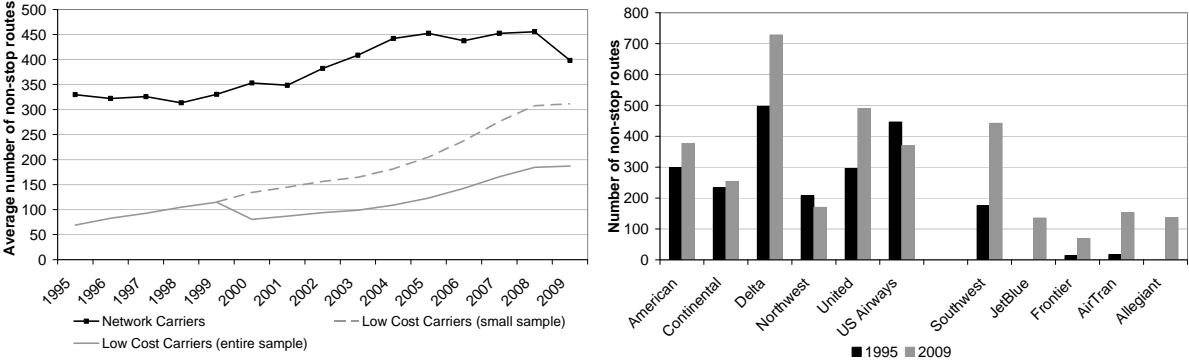 Average number of non-stop routes
500
450
400
350
300
250
200
150
100
50
0
1995
1996
1997
1998
1999
2000
2001
2002
2003
2004
2005
2006
2007
2008
2009
Network Carriers
Low Cost Carriers (small sample)
Low Cost Carriers (entire sample)
Number of non-stop routes
800
700
600
500
400
300
200
100
0
American
Continental
Delta
Northwest
United
US Airways
Southwest
JetBlue
Frontier
AirTran
Allegiant
1995
2009